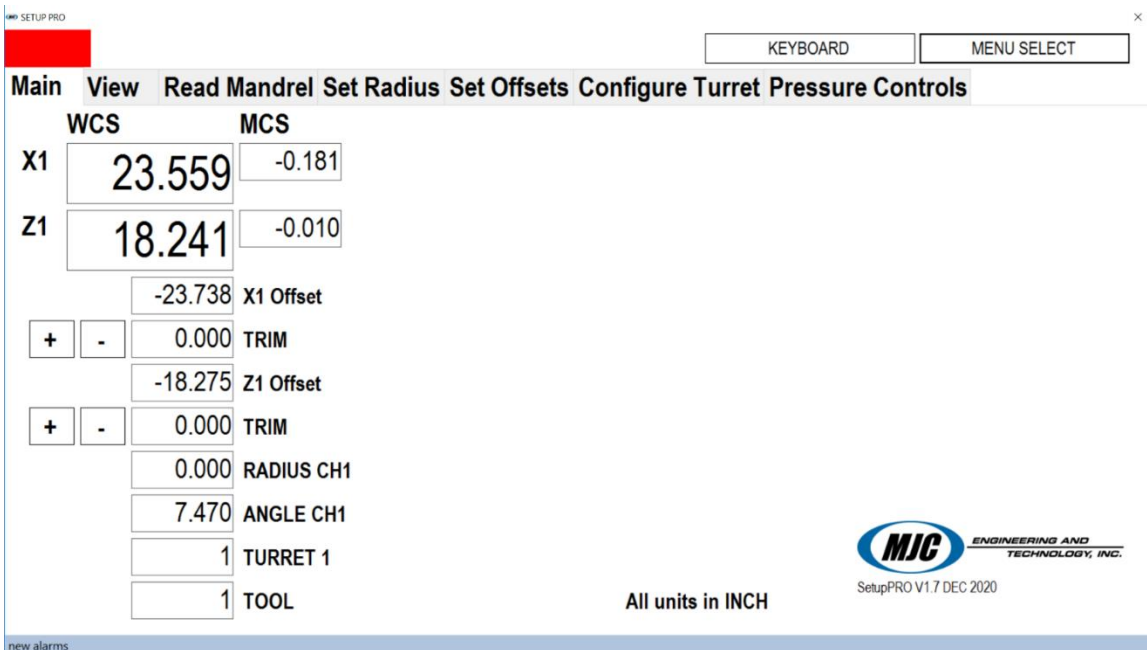 MJC SETUP PRO
×
KEYBOARD MENU SELECT
Main View Read Mandrel Set Radius Set Offsets Configure Turret Pressure Controls
WCS MCS
X1 23.559 -0.181
Z1 18.241 -0.010
-23.738 X1 Offset
+ - 0.000 TRIM
-18.275 Z1 Offset
+ - 0.000 TRIM
0.000 RADIUS CH1
7.470 ANGLE CH1
1 TURRET 1
1 TOOL
MJC ENGINEERING AND
TECHNOLOGY, INC.
SetupPRO V1.7 DEC 2020
All units in INCH
new alarms